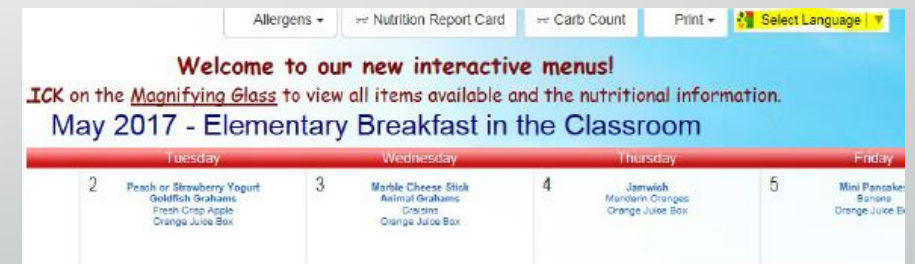 Allergens Nutrition Report Card Carb Count Print Select Language
Welcome to our new interactive menus!
ICK on the Magnifying Glass to view all items available and the nutritional information.
May 2017 - Elementary Breakfast in the Classroom
Tuesday Wednesday Thursday Friday
2 Peach or Strawberry Yogurt 3 Marble Cheese Stick 4 Jamwich 5 Mini Pancake
Goldfish Grahams Animal Grahams Mandarin Oranges Banana
Fresh Crisp Apple Craisins Orange Juice Box Orange Juice B
Orange Juice Box Orange Juice Box